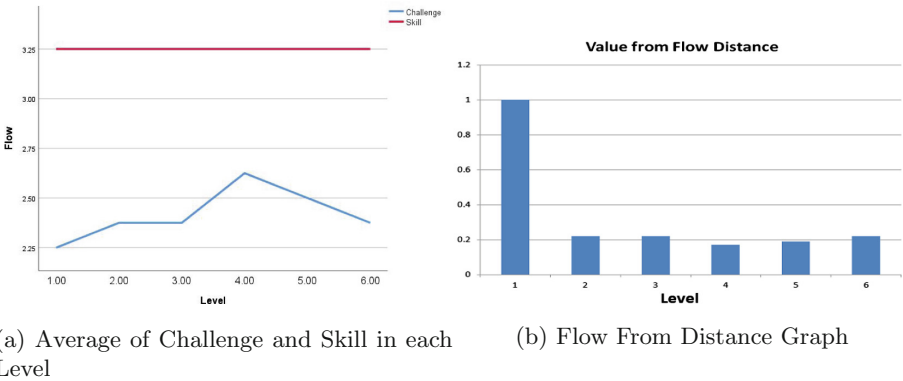 Challenge
Skill
3.25
3.00
2.75
2.50
2.25
Flow
1.00 2.00 3.00 4.00 5.00 6.00
Level
(a) Average of Challenge and Skill in each
Level
Value from Flow Distance
1.2
1
0.8
0.6
0.4
0.2
0
1 2 3 4 5 6
Level
(b) Flow From Distance Graph